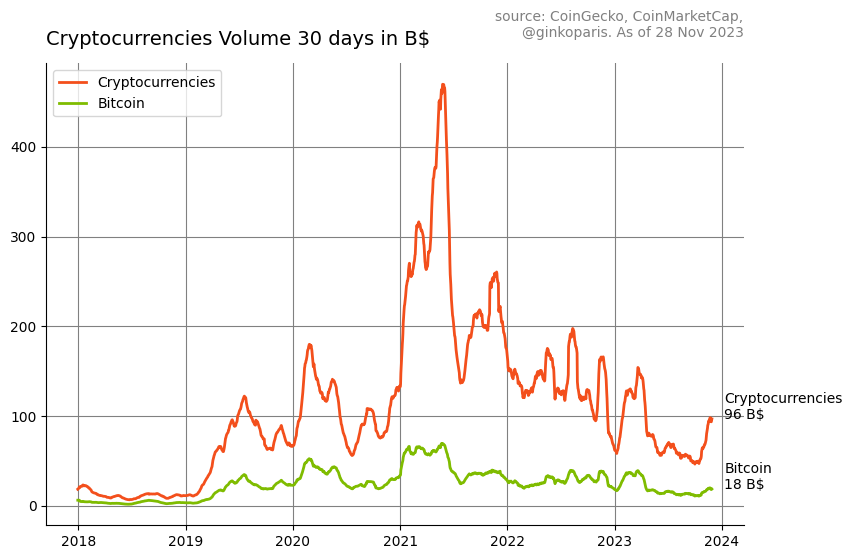 source: CoinGecko, CoinMarketCap,
@ginkoparis. As of 28 Nov 2023
Cryptocurrencies Volume 30 days in B$
Cryptocurrencies
Bitcoin
400
300
200
100
0
Cryptocurrencies
96 B$
Bitcoin
18 B$
2018
2019
2020
2021
2022
2023
2024